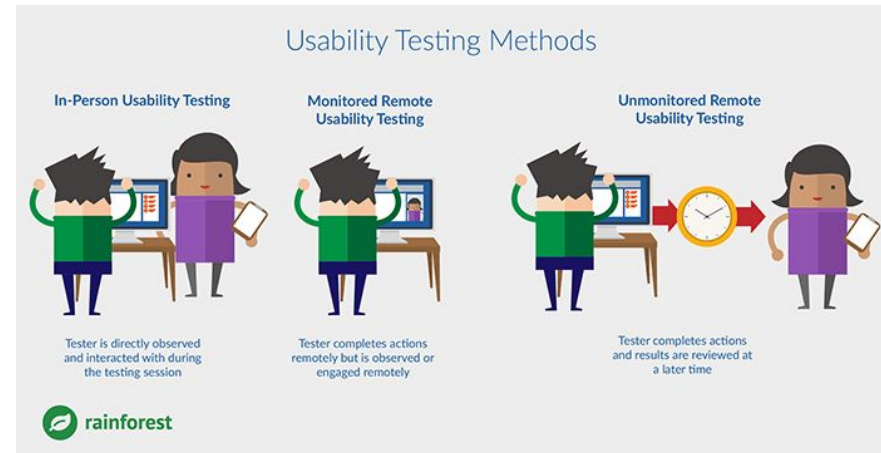 Usability Testing Methods
In-Person Usability Testing
Tester is directly observed
and interacted with during
the testing session
Monitored Remote
Usability Testing
Tester completes actions
remotely but is observed or
engaged remotely
Unmonitored Remote
Usability Testing
Tester completes actions
and results are reviewed at
a later time
rainforest